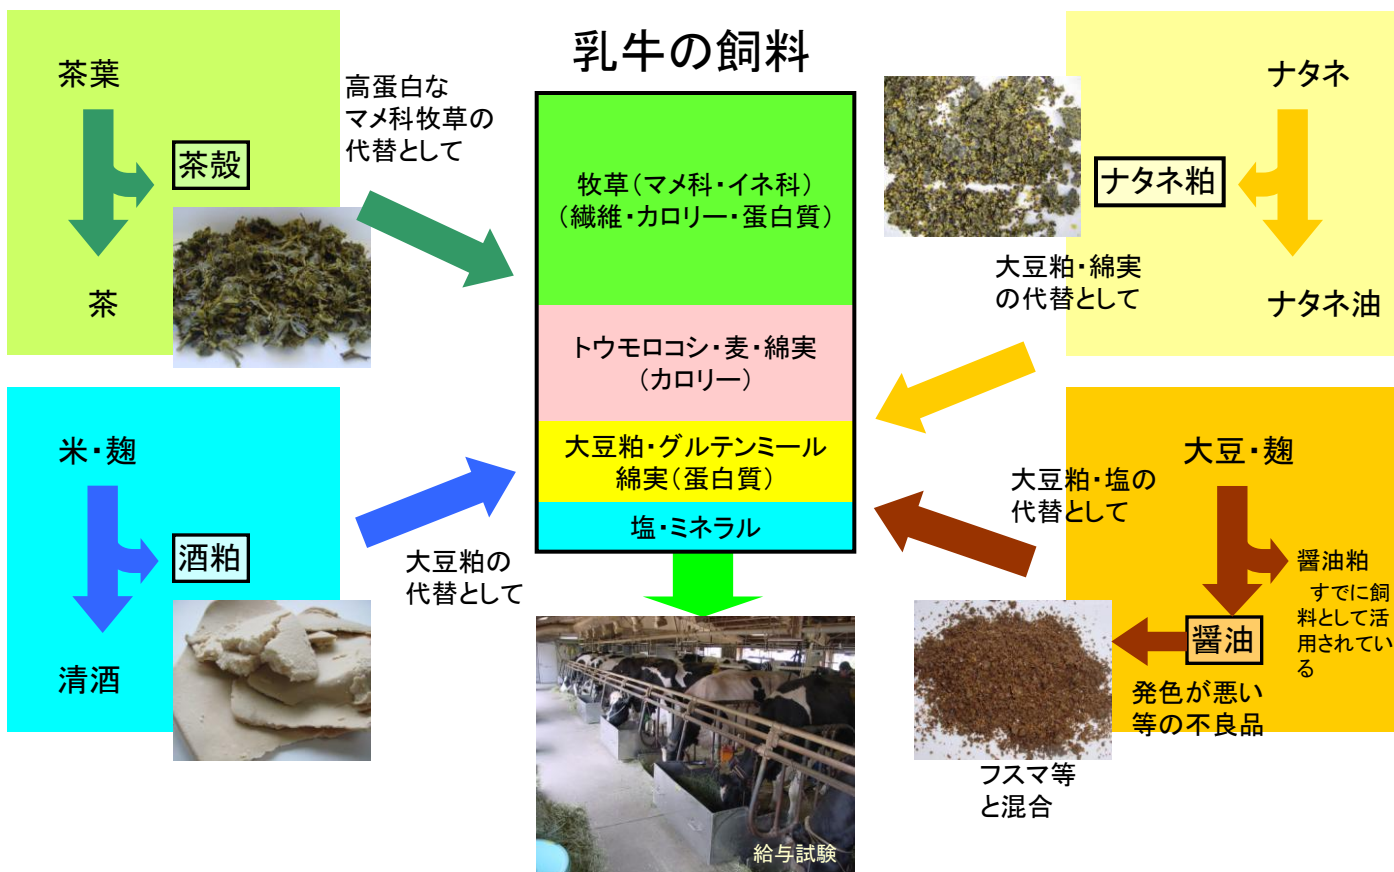 乳牛の飼料
茶葉
茶殻
茶
高蛋白な
マメ科牧草の
代替として
牧草（マメ科・イネ科）
（繊維・カロリー・蛋白質）
トウモロコシ・麦・綿実
（カロリー）
大豆粕・グルテンミール
綿実（蛋白質）
塩・ミネラル
ナタネ
ナタネ粕
ナタネ油
大豆粕・綿実
の代替として
米・麹
酒粕
清酒
大豆粕の
代替として
大豆・麹
大豆粕・塩の
代替として
醤油粕
すでに飼
料として活
用されてい
る
醤油
発色が悪い
等の不良品
フスマ等
と混合
給与試験